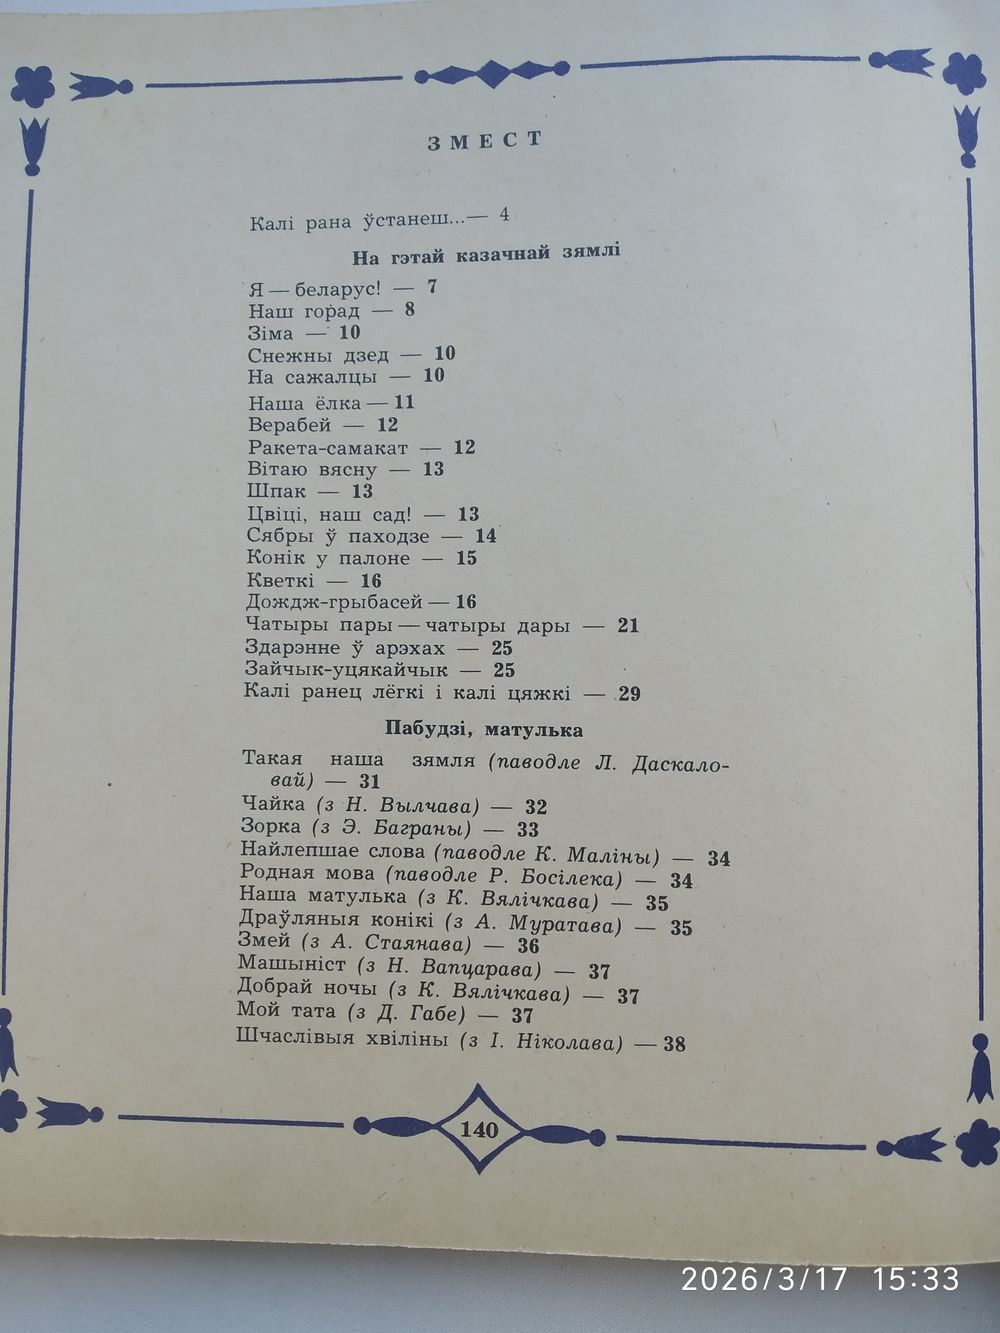 ЗМЕСТ
Калі рана ўстанеш...— 4
На гэтай казачнай зямлі
Я — беларус! — 7
Наш горад — 8
Зіма — 10
Снежны дзед — 10
На сажалцы — 10
Наша ёлка — 11
Верабей — 12
Ракета-самакат — 12
Вітаю вясну — 13
Шпак — 13
Цвіці, наш сад! — 13
Сябры ў паходзе — 14
Конік у палоне — 15
Кветкі — 16
Дождж-грыбасей — 16
Чатыры пары — чатыры дары — 21
Здарэнне ў арэхах — 25
Зайчык-уцякайчык — 25
Калі ранец лёгкі і калі цяжкі — 29
Пабудзі, матулька
Такая наша зямля (паводле Л. Даскало-
вай) — 31
Чайка (з Н. Вылчава) — 32
Зорка (з Э. Баграны) — 33
Найлепшае слова (паводле К. Маліны) — 34
Родная мова (паводле Р. Босілека) — 34
Наша матулька (з К. Вялічкава) — 35
Драўляныя конікі (з А. Муратава) — 35
Змей (з А. Стаянава) — 36
Машыніст (з Н. Вапцарава) — 37
Добрай ночы (з К. Вялічкава) — 37
Мой тата (з Д. Габе) — 37
Шчаслівыя хвіліны (з І. Ніколава) — 38
140
2026/3/17 15:33